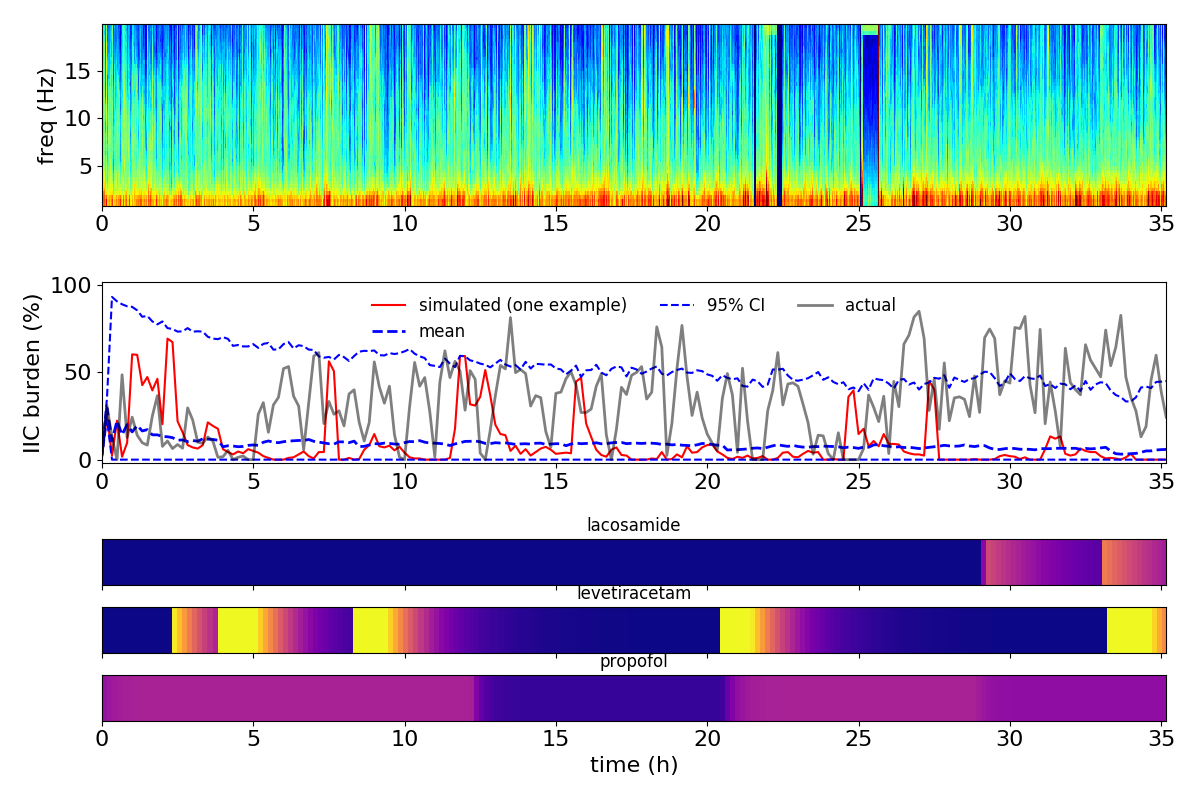 15
10
5
freq (Hz)
0 5 10 15 20 25 30 35
100
50
0
IIC burden (%)
simulated (one example) 95% CI actual
mean
0 5 10 15 20 25 30 35
lacosamide
levetiracetam
propofol
0 5 10 15 20 25 30 35
time (h)